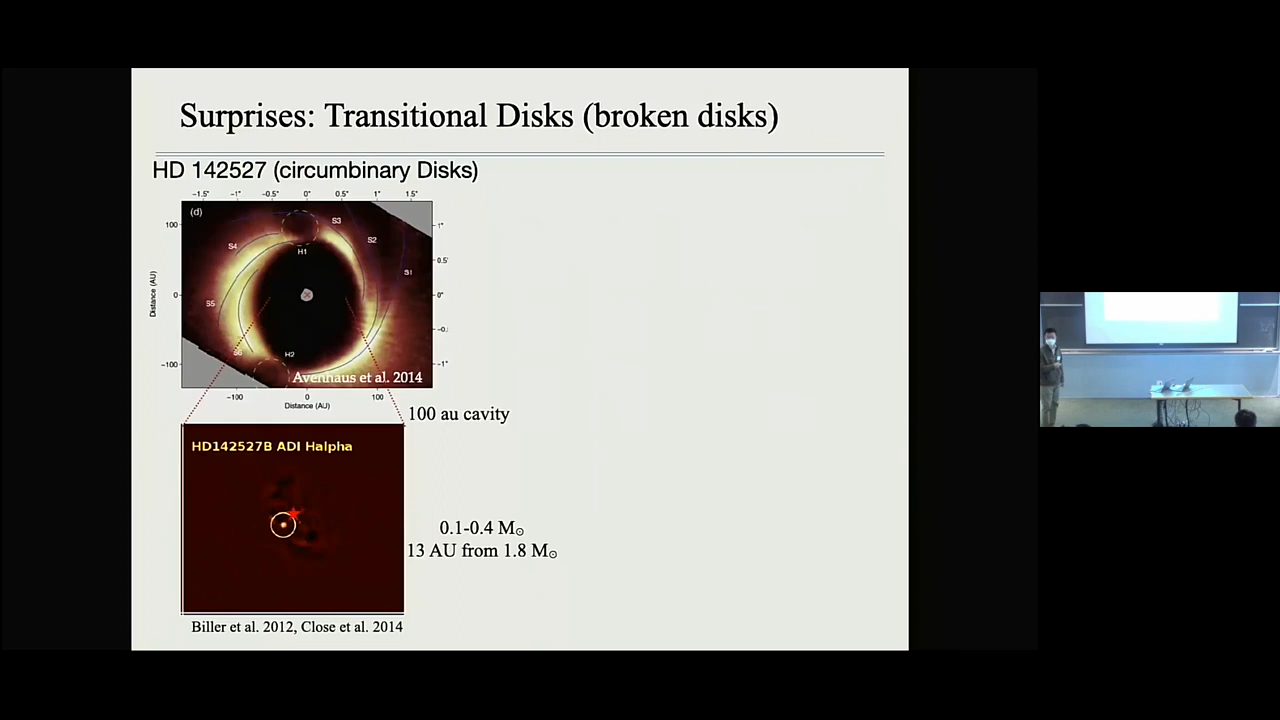 Surprises: Transitional Disks (broken disks)
HD 142527 (circumbinary Disks)
-1.5" -1" -0.5" 0" 0.5" 1" 1.5"
(d)
S3
100
1"
S4
S2
H1
0.5"
S1
Distance (AU)
0
0"
S5
H2
-100
-1"
Avenhaus et al. 2014
-100 0 100
Distance (AU)
100 au cavity
HD142527B ADI Halpha
0.1-0.4 M☉
13 AU from 1.8 M☉
Biller et al. 2012, Close et al. 2014